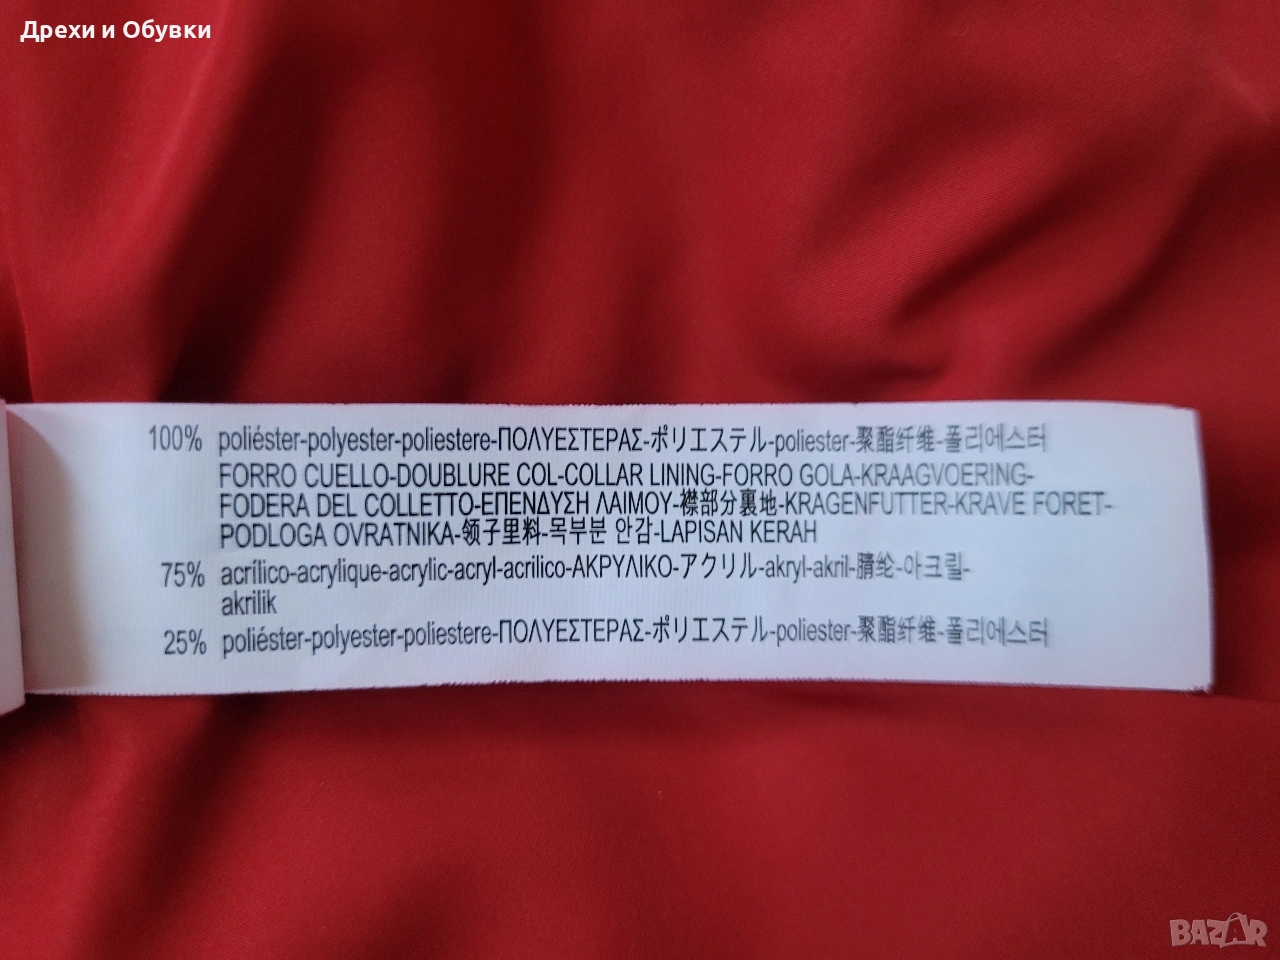 Дрехи и Обувки
100% poliéster-polyester-poliestere-ΠΟΛΥΕΣΤΕΡΑΣ-ポリエステル-poliester-聚酯纤维-폴리에스터
FORRO CUELLO-DOUBLURE COL-COLLAR LINING-FORRO GOLA-KRAAGVOERING-
FODERA DEL COLLETTO-ΕΠΕΝΔΥΣΗ ΛΑΙΜΟΥ-襟部分裏地-KRAGENFUTTER-KRAVE FORET-
PODLOGA OVRATNIKA-领子里料-목부분 안감-LAPISAN KERAH
75% acrílico-acrylique-acrylic-acryl-acrilico-ΑΚΡΥΛΙΚΟ-アクリル-akryl-akril-腈纶-아크릴-
akrilik
25% poliéster-polyester-poliestere-ΠΟΛΥΕΣΤΕΡΑΣ-ポリエステル-poliester-聚酯纤维-폴리에스터
BAZAR